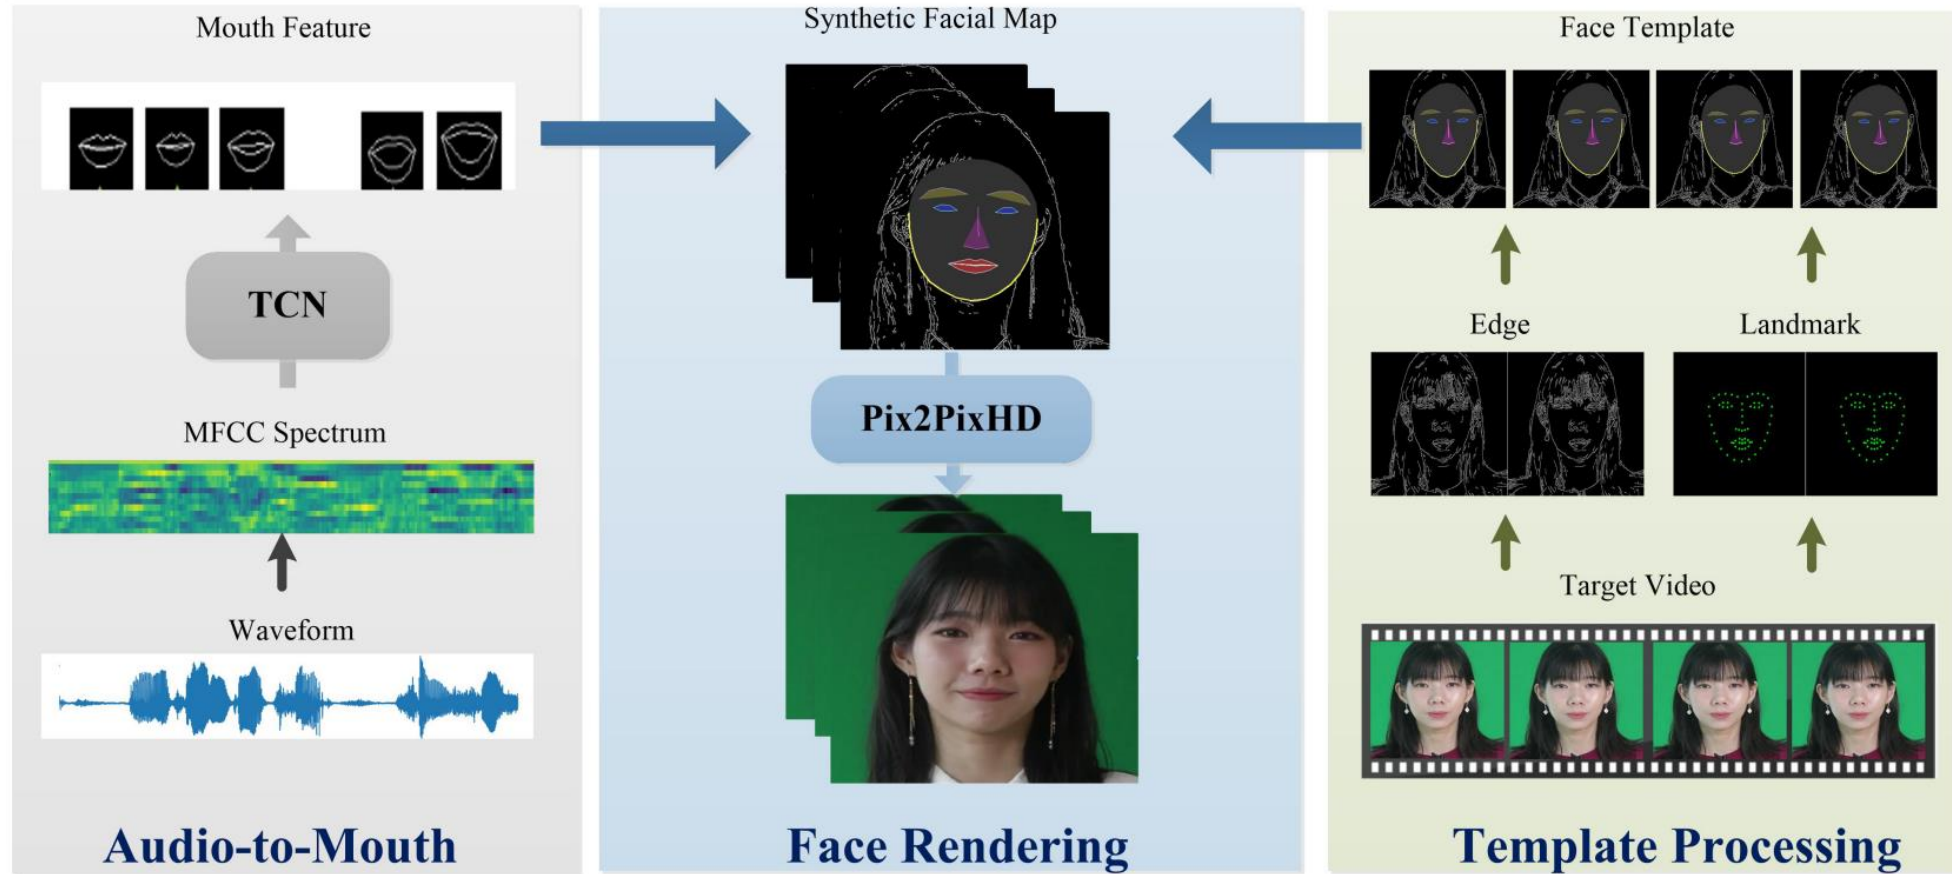 Mouth Feature
TCN
MFCC Spectrum
Waveform
Audio-to-Mouth
Synthetic Facial Map
Pix2PixHD
Face Rendering
Face Template
Edge
Landmark
Target Video
Template Processing